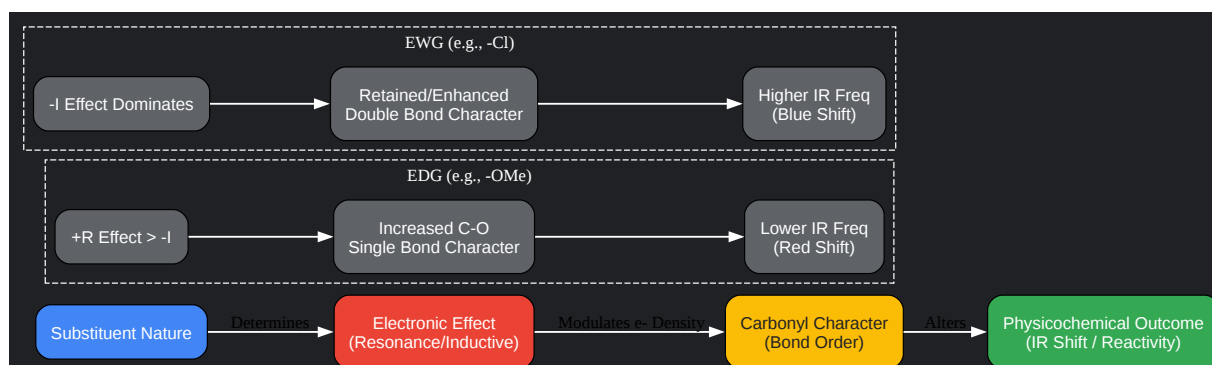 EWG (e.g., -Cl)
-I Effect Dominates
Retained/Enhanced
Double Bond Character
Higher IR Freq
(Blue Shift)
EDG (e.g., -OMe)
+R Effect > -I
Increased C-O
Single Bond Character
Lower IR Freq
(Red Shift)
Substituent Nature
Determines
Electronic Effect
(Resonance/Inductive)
Modulates e- Density
Carbonyl Character
(Bond Order)
Alters
Physicochemical Outcome
(IR Shift / Reactivity)